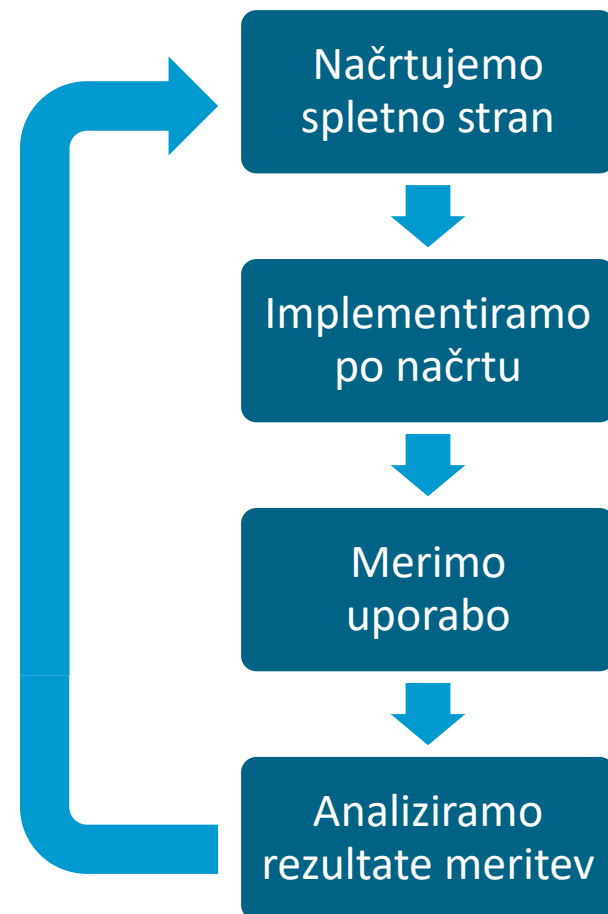 Načrtujemo
spletno stran
Implementiramo
po načrtu
Merimo
uporabo
Analiziramo
rezultate meritev